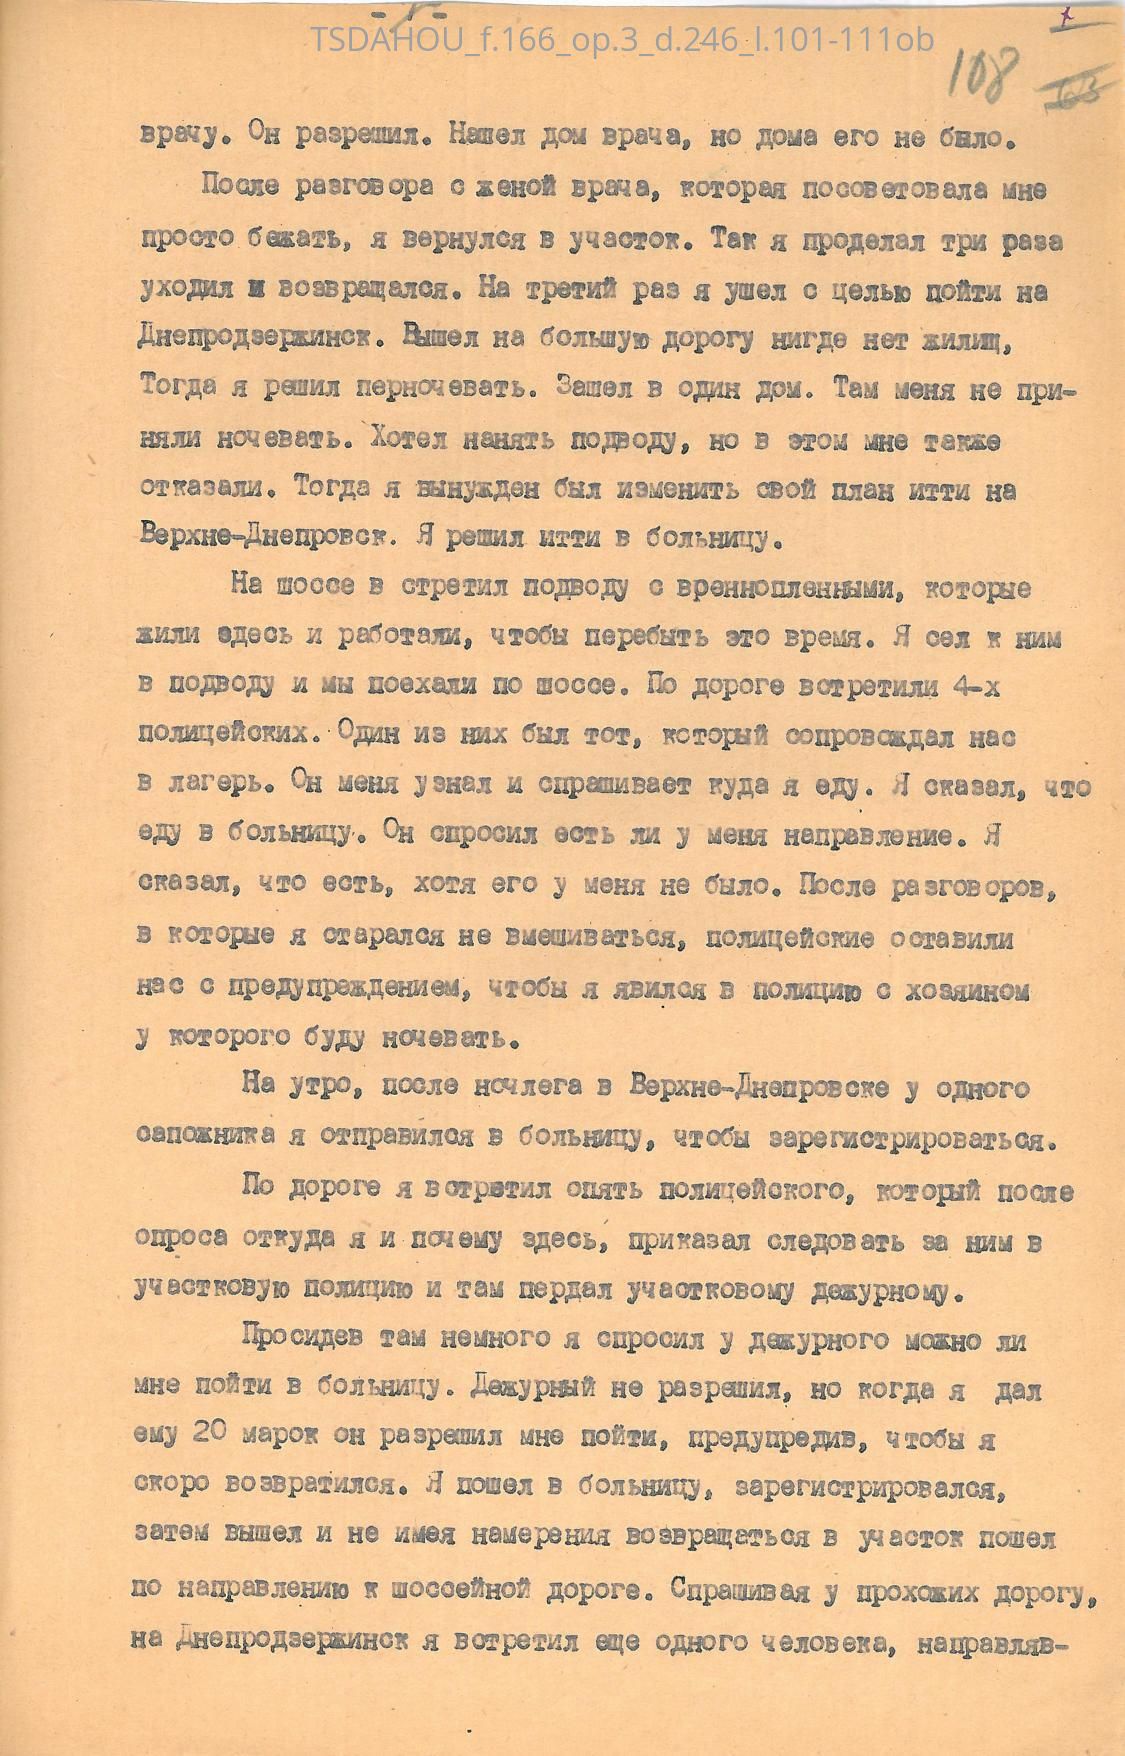 TSDAHOU_f.166_op.3_d.246_l.101-111ob
108
врачу. Он разрешил. Нашел дом врача, но дома его не было.
После разговора с женой врача, которая посоветовала мне
просто бежать, я вернулся в участок. Так я проделал три раза
уходил и возвращался. На третий раз я ушел с целью пойти на
Днепродзержинск. Вышел на большую дорогу нигде нет жилищ,
Тогда я решил перночевать. Зашел в один дом. Там меня не при-
няли ночевать. Хотел нанять подводу, но в этом мне также
отказали. Тогда я вынужден был изменить свой план итти на
Верхне-Днепровск. Я решил итти в больницу.
На шоссе в стретил подводу с вреннопленными, которые
жили здесь и работали, чтобы перебыть это время. Я сел к ним
в подводу и мы поехали по шоссе. По дороге встретили 4-х
полицейских. Один из них был тот, который сопровождал нас
в лагерь. Он меня узнал и спрашивает куда я еду. Я сказал, что
еду в больницу. Он спросил есть ли у меня направление. Я
сказал, что есть, хотя его у меня не было. После разговоров,
в которые я старался не вмешиваться, полицейские оставили
нас с предупреждением, чтобы я явился в полицию с хозяином
у которого буду ночевать.
На утро, после ночлега в Верхне-Днепровске у одного
сапожника я отправился в больницу, чтобы зарегистрироваться.
По дороге я встретил опять полицейского, который после
опроса откуда я и почему здесь, приказал следовать за ним в
участковую полицию и там пердал участковому дежурному.
Просидев там немного я спросил у дежурного можно ли
мне пойти в больницу. Дежурный не разрешил, но когда я дал
ему 20 марок он разрешил мне пойти, предупредив, чтобы я
скоро возвратился. Я пошел в больницу, зарегистрировался,
затем вышел и не имея намерения возвращаться в участок пошел
по направлению к шоссейной дороге. Спрашивая у прохожих дорогу,
на Днепродзержинск я встретил еще одного человека, направляв-